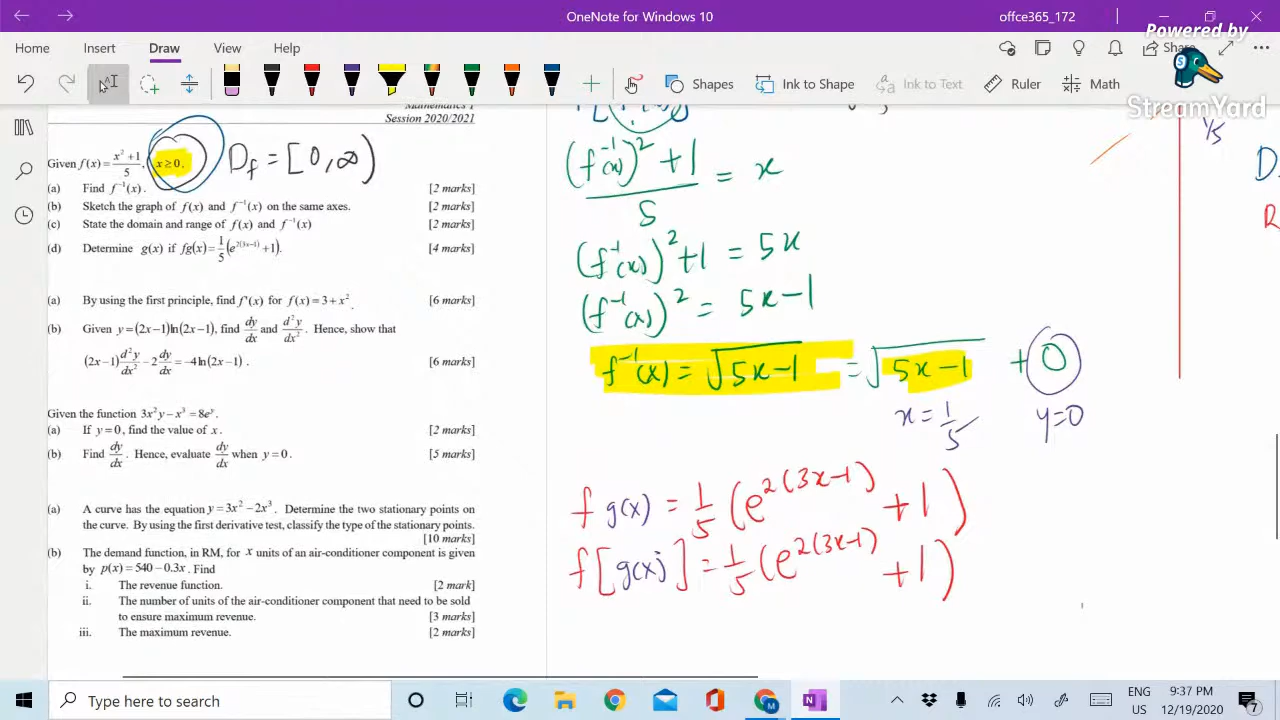 OneNote for Windows 10
offce365_172
Powered by
StreamYard
Home Insert Draw View Help
Share
Shapes Ink to Shape Ink to Text Ruler Math
Mathematics 1
Session 2020/2021
Given f(x) = (x² + 1)/5, x ≥ 0. D_f = [0, ∞)
(a) Find f⁻¹(x). [2 marks]
(b) Sketch the graph of f(x) and f⁻¹(x) on the same axes. [2 marks]
(c) State the domain and range of f(x) and f⁻¹(x) [2 marks]
(d) Determine g(x) if fg(x) = 1/5 (e^{2(3x−1)} + 1). [4 marks]
(a) By using the first principle, find f'(x) for f(x) = 3 + x². [6 marks]
(b) Given y = (2x−1)ln(2x−1), find dy/dx and d²y/dx². Hence, show that
(2x−1) d²y/dx² − 2 dy/dx = −4 ln(2x−1). [6 marks]
Given the function 3x²y − x³ = 8e^y.
(a) If y = 0, find the value of x. [2 marks]
(b) Find dy/dx. Hence, evaluate dy/dx when y = 0. [5 marks]
(a) A curve has the equation y = 3x² − 2x³. Determine the two stationary points on
the curve. By using the first derivative test, classify the type of the stationary points.
[10 marks]
(b) The demand function, in RM, for x units of an air-conditioner component is given
by p(x) = 540 − 0.3x. Find
i. The revenue function. [2 mark]
ii. The number of units of the air-conditioner component that need to be sold
to ensure maximum revenue. [3 marks]
iii. The maximum revenue. [2 marks]
((f⁻¹(x))² + 1)/5 = x
(f⁻¹(x))² + 1 = 5x
(f⁻¹(x))² = 5x − 1
f⁻¹(x) = √(5x − 1) = √(5x − 1) + 0
x = 1/5 y = 0
f g(x) = 1/5 (e^{2(3x−1)} + 1)
f[g(x)] = 1/5 (e^{2(3x−1)} + 1)
1/5
D
R
Type here to search
ENG
US
9:37 PM
12/19/2020
7